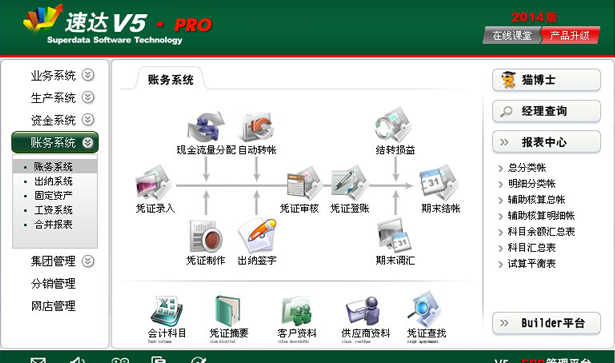 速达 V5 · PRO
Superdata Software Technology
2014版
在线课堂 产品升级
业务系统
生产系统
资金系统
账务系统
账务系统
出纳系统
固定资产
工资系统
合并报表
集团管理
分销管理
网店管理
账务系统
现金流量分配 自动转帐 结转损益
凭证录入 凭证审核 凭证登账 期末结帐
31
凭证制作 出纳签字 期末调汇
会计科目 凭证摘要 客户资料 供应商资料 凭证查找
猫博士
经理查询
报表中心
总分类帐
明细分类帐
辅助核算总帐
辅助核算明细帐
科目余额汇总表
科目汇总表
试算平衡表
Builder平台